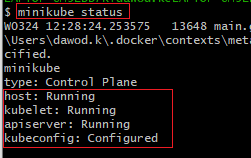 $ minikube status
W0324 12:28:24.253575   13648 main.g
\Users\dawod.k\.docker\contexts\met
cified.
minikube
type: Control Plane
host: Running
kubelet: Running
apiserver: Running
kubeconfig: Configured